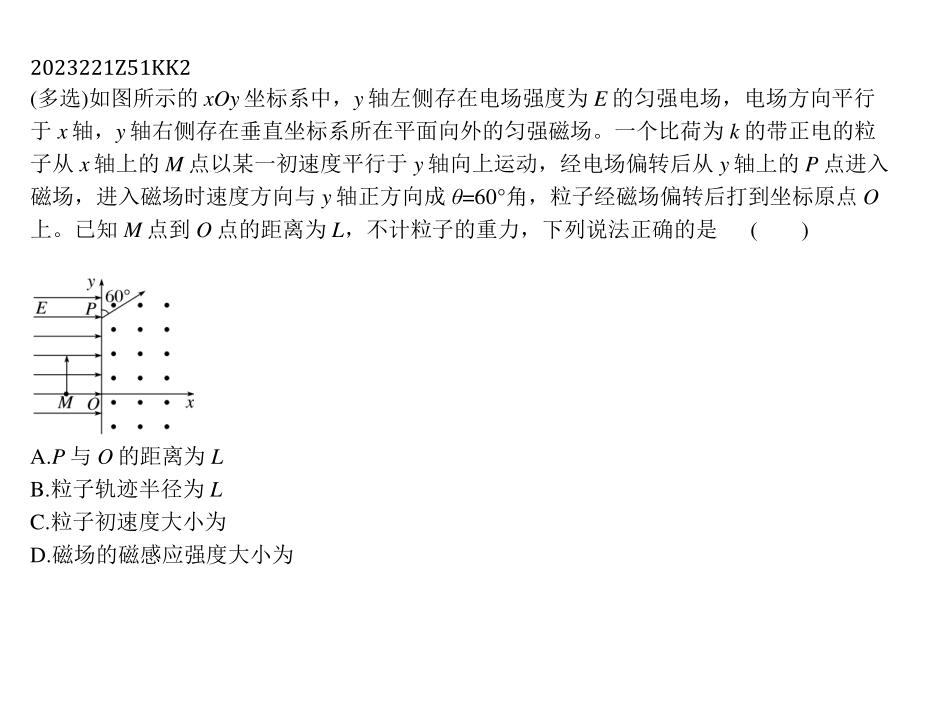 2023221Z51KK2
(多选)如图所示的 xOy 坐标系中，y 轴左侧存在电场强度为 E 的匀强电场，电场方向平行
于 x 轴，y 轴右侧存在垂直坐标系所在平面向外的匀强磁场。一个比荷为 k 的带正电的粒
子从 x 轴上的 M 点以某一初速度平行于 y 轴向上运动，经电场偏转后从 y 轴上的 P 点进入
磁场，进入磁场时速度方向与 y 轴正方向成 θ=60°角，粒子经磁场偏转后打到坐标原点 O
上。已知 M 点到 O 点的距离为 L，不计粒子的重力，下列说法正确的是 ( )
y
60°
E
P
M
O
x
A.P 与 O 的距离为 L
B.粒子轨迹半径为 L
C.粒子初速度大小为
D.磁场的磁感应强度大小为